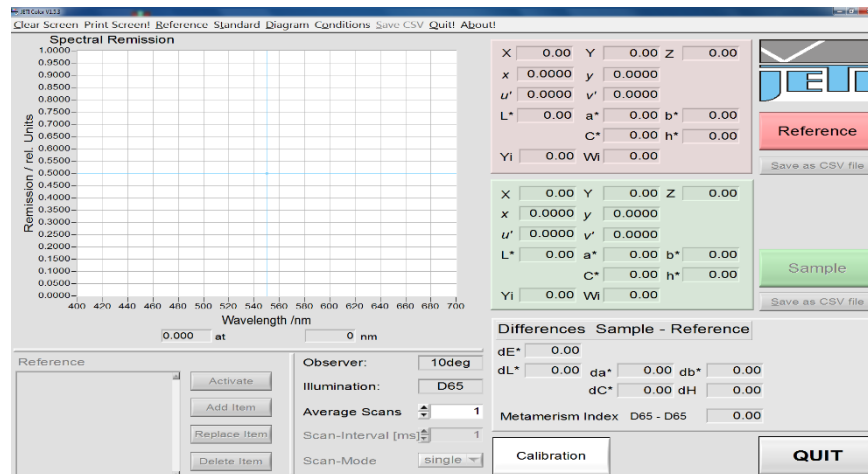 JETI Color V1.5.3
Clear Screen Print Screen! Reference Standard Diagram Conditions Save CSV Quit! About!
Spectral Remission
Remission / rel. Units
1.0000
0.9500
0.9000
0.8500
0.8000
0.7500
0.7000
0.6500
0.6000
0.5500
0.5000
0.4500
0.4000
0.3500
0.3000
0.2500
0.2000
0.1500
0.1000
0.0500
0.0000
400 420 440 460 480 500 520 540 560 580 600 620 640 660 680 700
Wavelength /nm
0.000 at 0 nm
X 0.00 Y 0.00 Z 0.00
x 0.0000 y 0.0000
u' 0.0000 v' 0.0000
L* 0.00 a* 0.00 b* 0.00
C* 0.00 h* 0.00
Yi 0.00 Wi 0.00
JETI
Reference
Save as CSV file
X 0.00 Y 0.00 Z 0.00
x 0.0000 y 0.0000
u' 0.0000 v' 0.0000
L* 0.00 a* 0.00 b* 0.00
C* 0.00 h* 0.00
Yi 0.00 Wi 0.00
Sample
Save as CSV file
Reference
Activate
Add Item
Replace Item
Delete Item
Observer: 10deg
Illumination: D65
Average Scans 1
Scan-Interval [ms] 1
Scan-Mode single
Differences Sample - Reference
dE* 0.00
dL* 0.00 da* 0.00 db* 0.00
dC* 0.00 dH 0.00
Metamerism Index D65 - D65 0.00
Calibration
QUIT